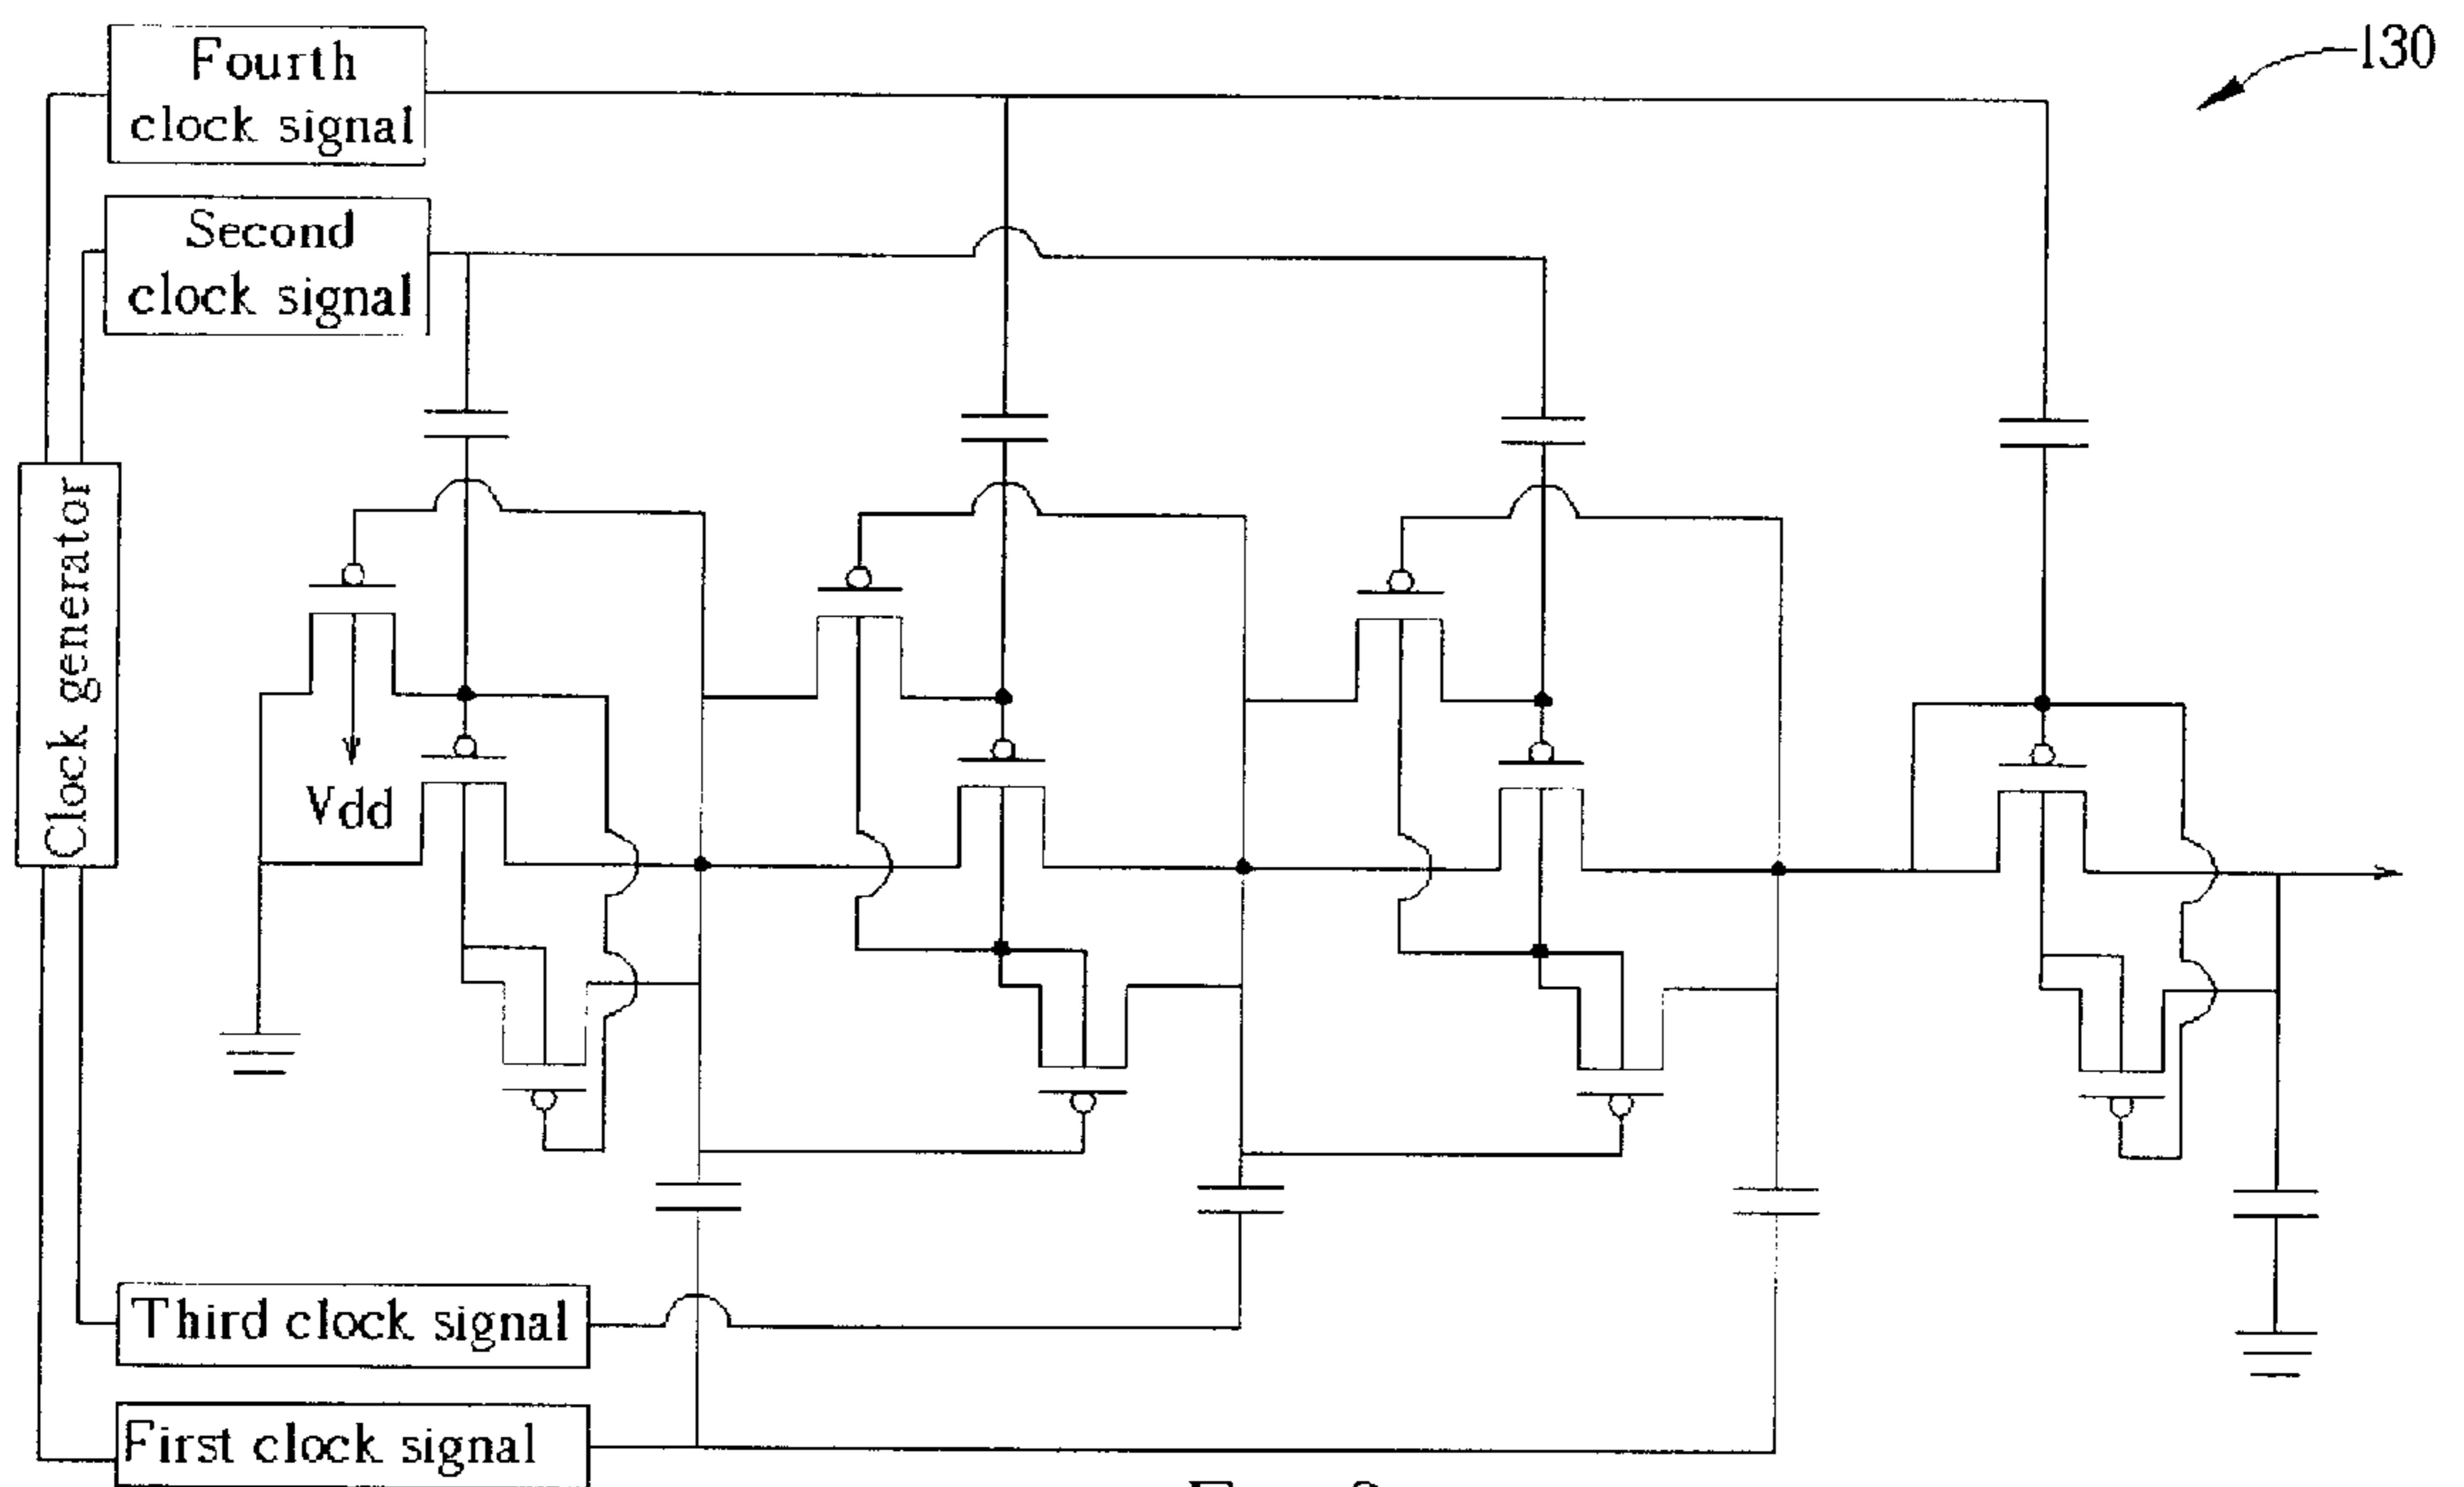 Fourth
clock signal
130
Second
clock signal
Clock generator
Vdd
Third clock signal
First clock signal